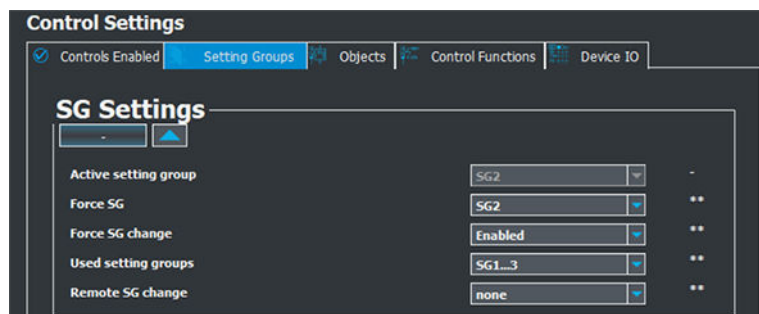 Control Settings
Controls Enabled Setting Groups Objects Control Functions Device IO
SG Settings
-
Active setting group SG2 -
Force SG SG2 **
Force SG change Enabled **
Used setting groups SG1...3 **
Remote SG change none **